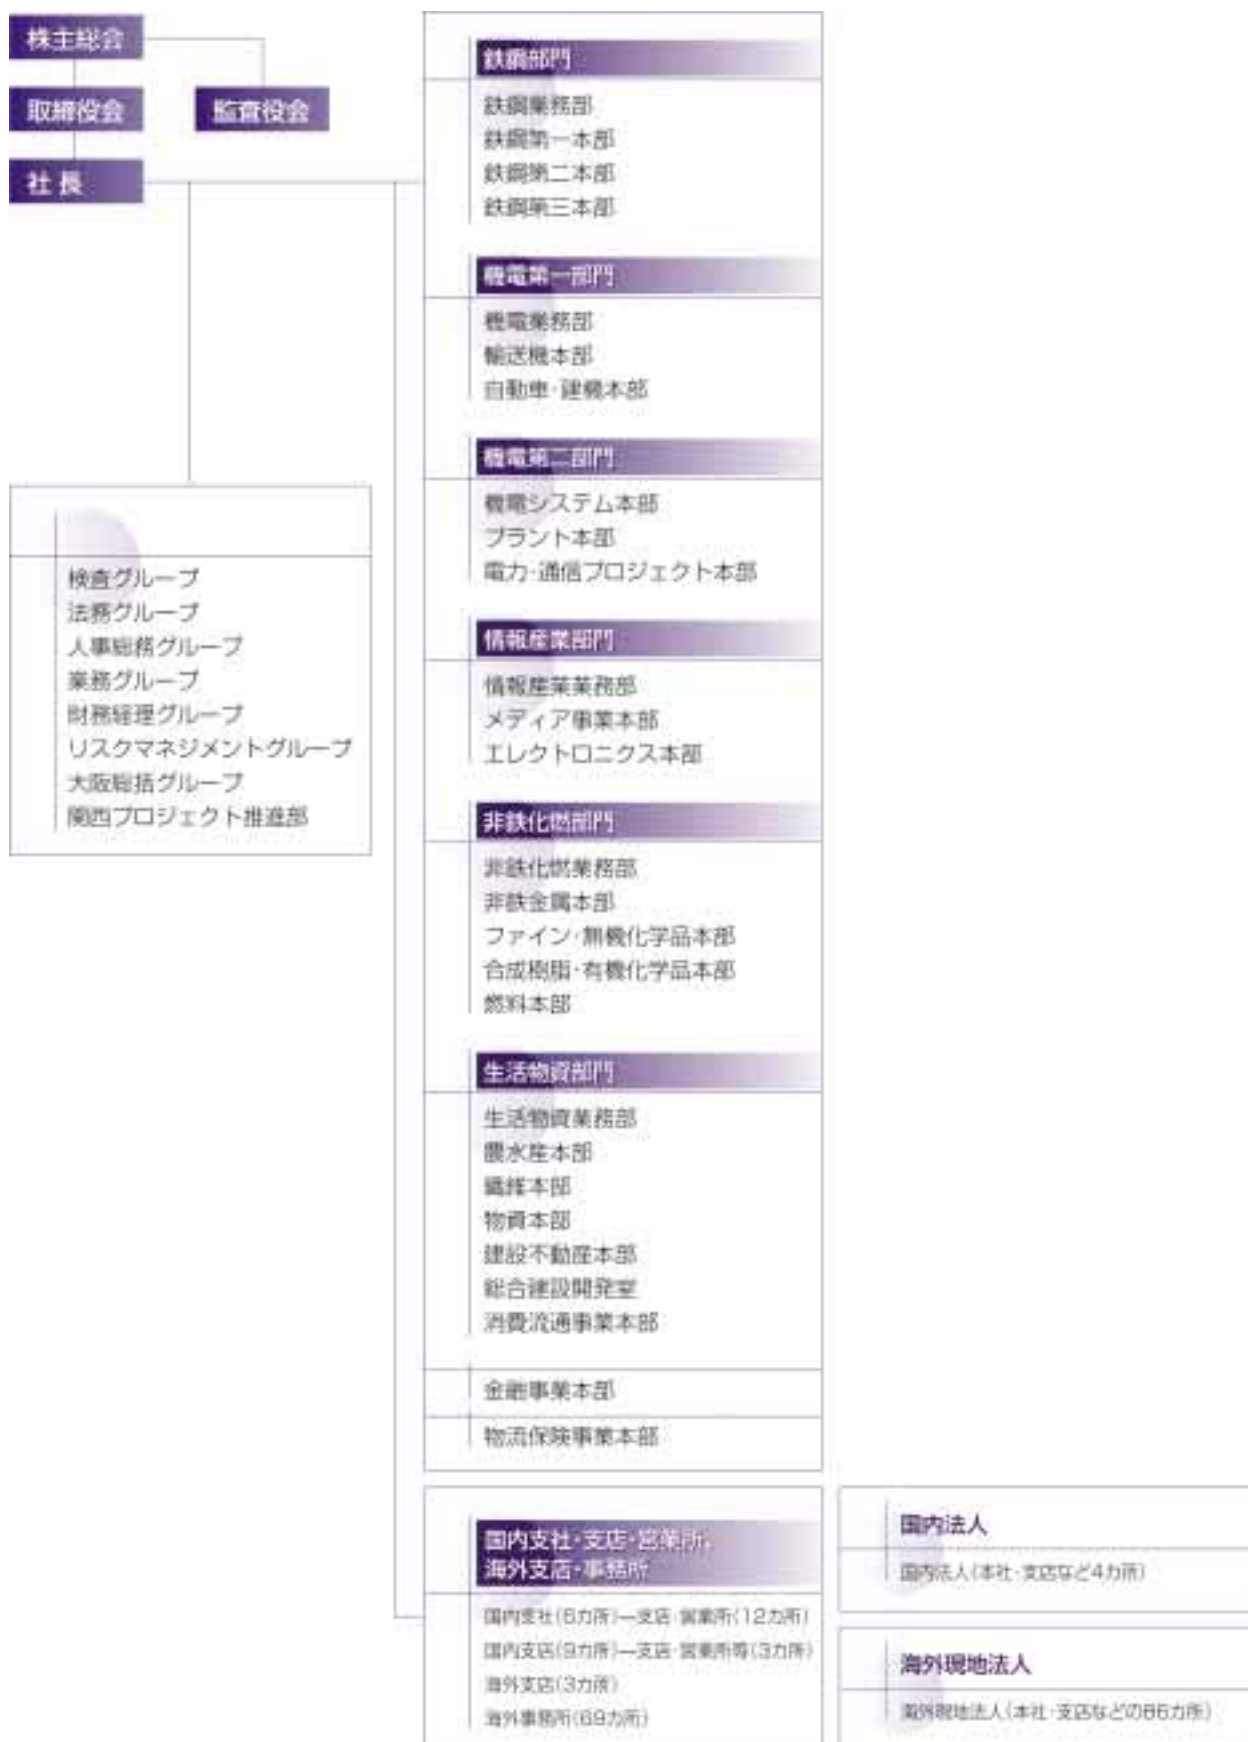 株主総会
取締役会
監査役会
社長
検査グループ
法務グループ
人事総務グループ
業務グループ
財務経理グループ
リスクマネジメントグループ
大阪総括グループ
関西プロジェクト推進部
鉄鋼部門
鉄鋼業務部
鉄鋼第一本部
鉄鋼第二本部
鉄鋼第三本部
機電第一部門
機電業務部
輸送機本部
自動車・建機本部
機電第二部門
機電システム本部
プラント本部
電力・通信プロジェクト本部
情報産業部門
情報産業業務部
メディア事業本部
エレクトロニクス本部
非鉄化燃部門
非鉄化燃業務部
非鉄金属本部
ファイン・無機化学品本部
合成樹脂・有機化学品本部
燃料本部
生活物資部門
生活物資業務部
農水産本部
繊維本部
物資本部
建設不動産本部
総合建設開発室
消費流通事業本部
金融事業本部
物流保険事業本部
国内支社・支店・営業所、
海外支店・事務所
国内支社(6カ所)―支店・営業所(12カ所)
国内支店(9カ所)―支店・営業所等(3カ所)
海外支店(3カ所)
海外事務所(69カ所)
国内法人
国内法人(本社・支店など4カ所)
海外現地法人
海外現地法人(本社・支店などの86カ所)